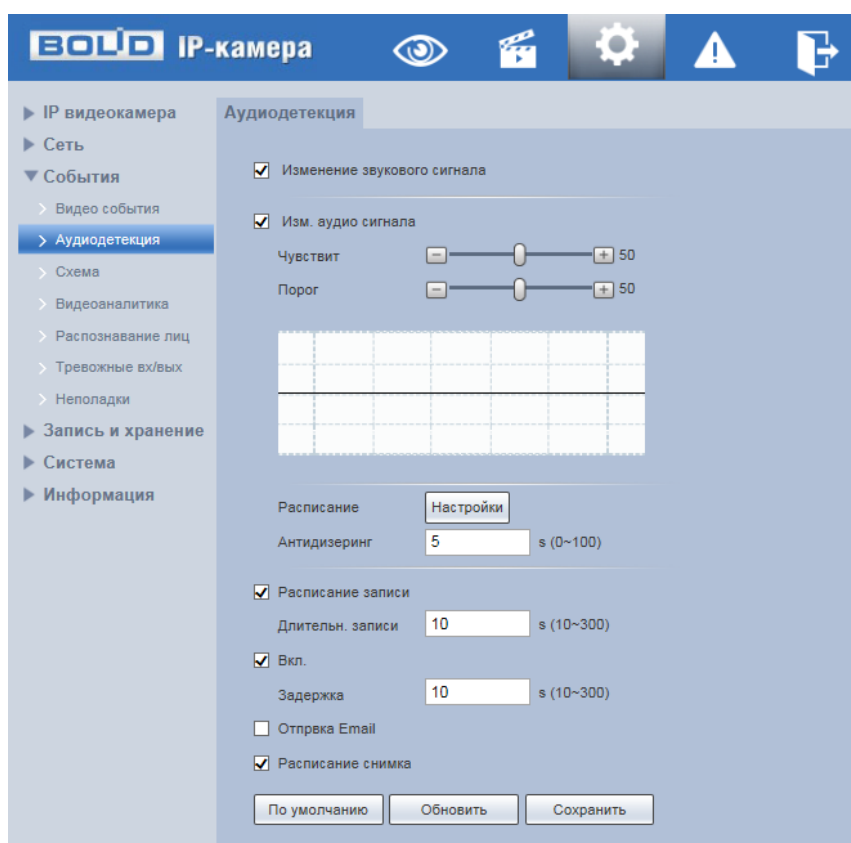 BOLID IP-камера
IP видеокамера
Сеть
События
Видео события
Аудиодетекция
Схема
Видеоаналитика
Распознавание лиц
Тревожные вх/вых
Неполадки
Запись и хранение
Система
Информация
Аудиодетекция
Изменение звукового сигнала
Изм. аудио сигнала
Чувствит 50
Порог 50
Расписание Настройки
Антидизеринг 5 s (0~100)
Расписание записи
Длительн. записи 10 s (10~300)
Вкл.
Задержка 10 s (10~300)
Отпрвка Email
Расписание снимка
По умолчанию Обновить Сохранить